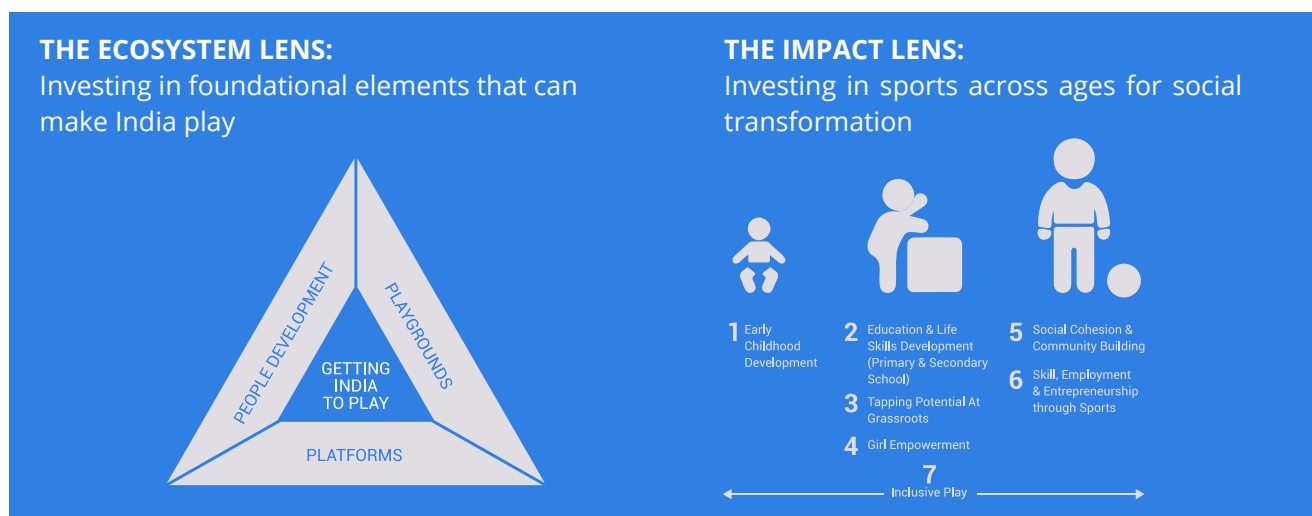 THE ECOSYSTEM LENS:
Investing in foundational elements that can
make India play
PEOPLE DEVELOPMENT
PLAYGROUNDS
GETTING
INDIA
TO PLAY
PLATFORMS
THE IMPACT LENS:
Investing in sports across ages for social
transformation
1 Early
Childhood
Development
2 Education & Life
Skills Development
(Primary & Secondary
School)
3 Tapping Potential At
Grassroots
4 Girl Empowerment
5 Social Cohesion &
Community Building
6 Skill, Employment
& Entrepreneurship
through Sports
7
Inclusive Play